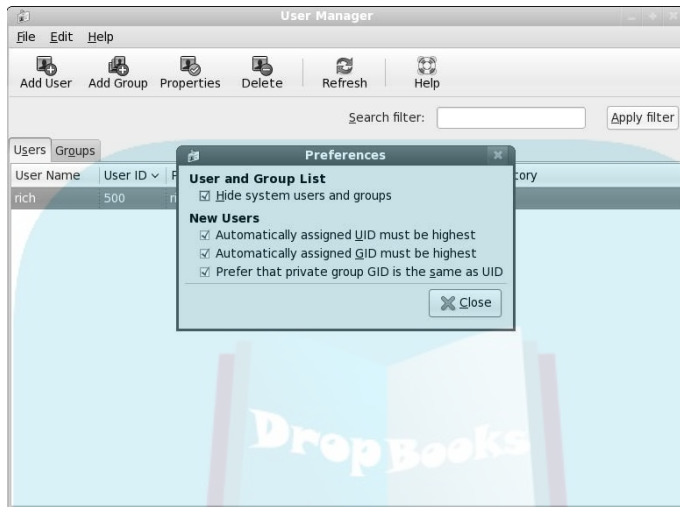 User Manager
File Edit Help
Add User Add Group Properties Delete Refresh Help
Search filter: Apply filter
Users Groups
User Name User ID
rich 500
Preferences
User and Group List
Hide system users and groups
New Users
Automatically assigned UID must be highest
Automatically assigned GID must be highest
Prefer that private group GID is the same as UID
Close
DropBooks